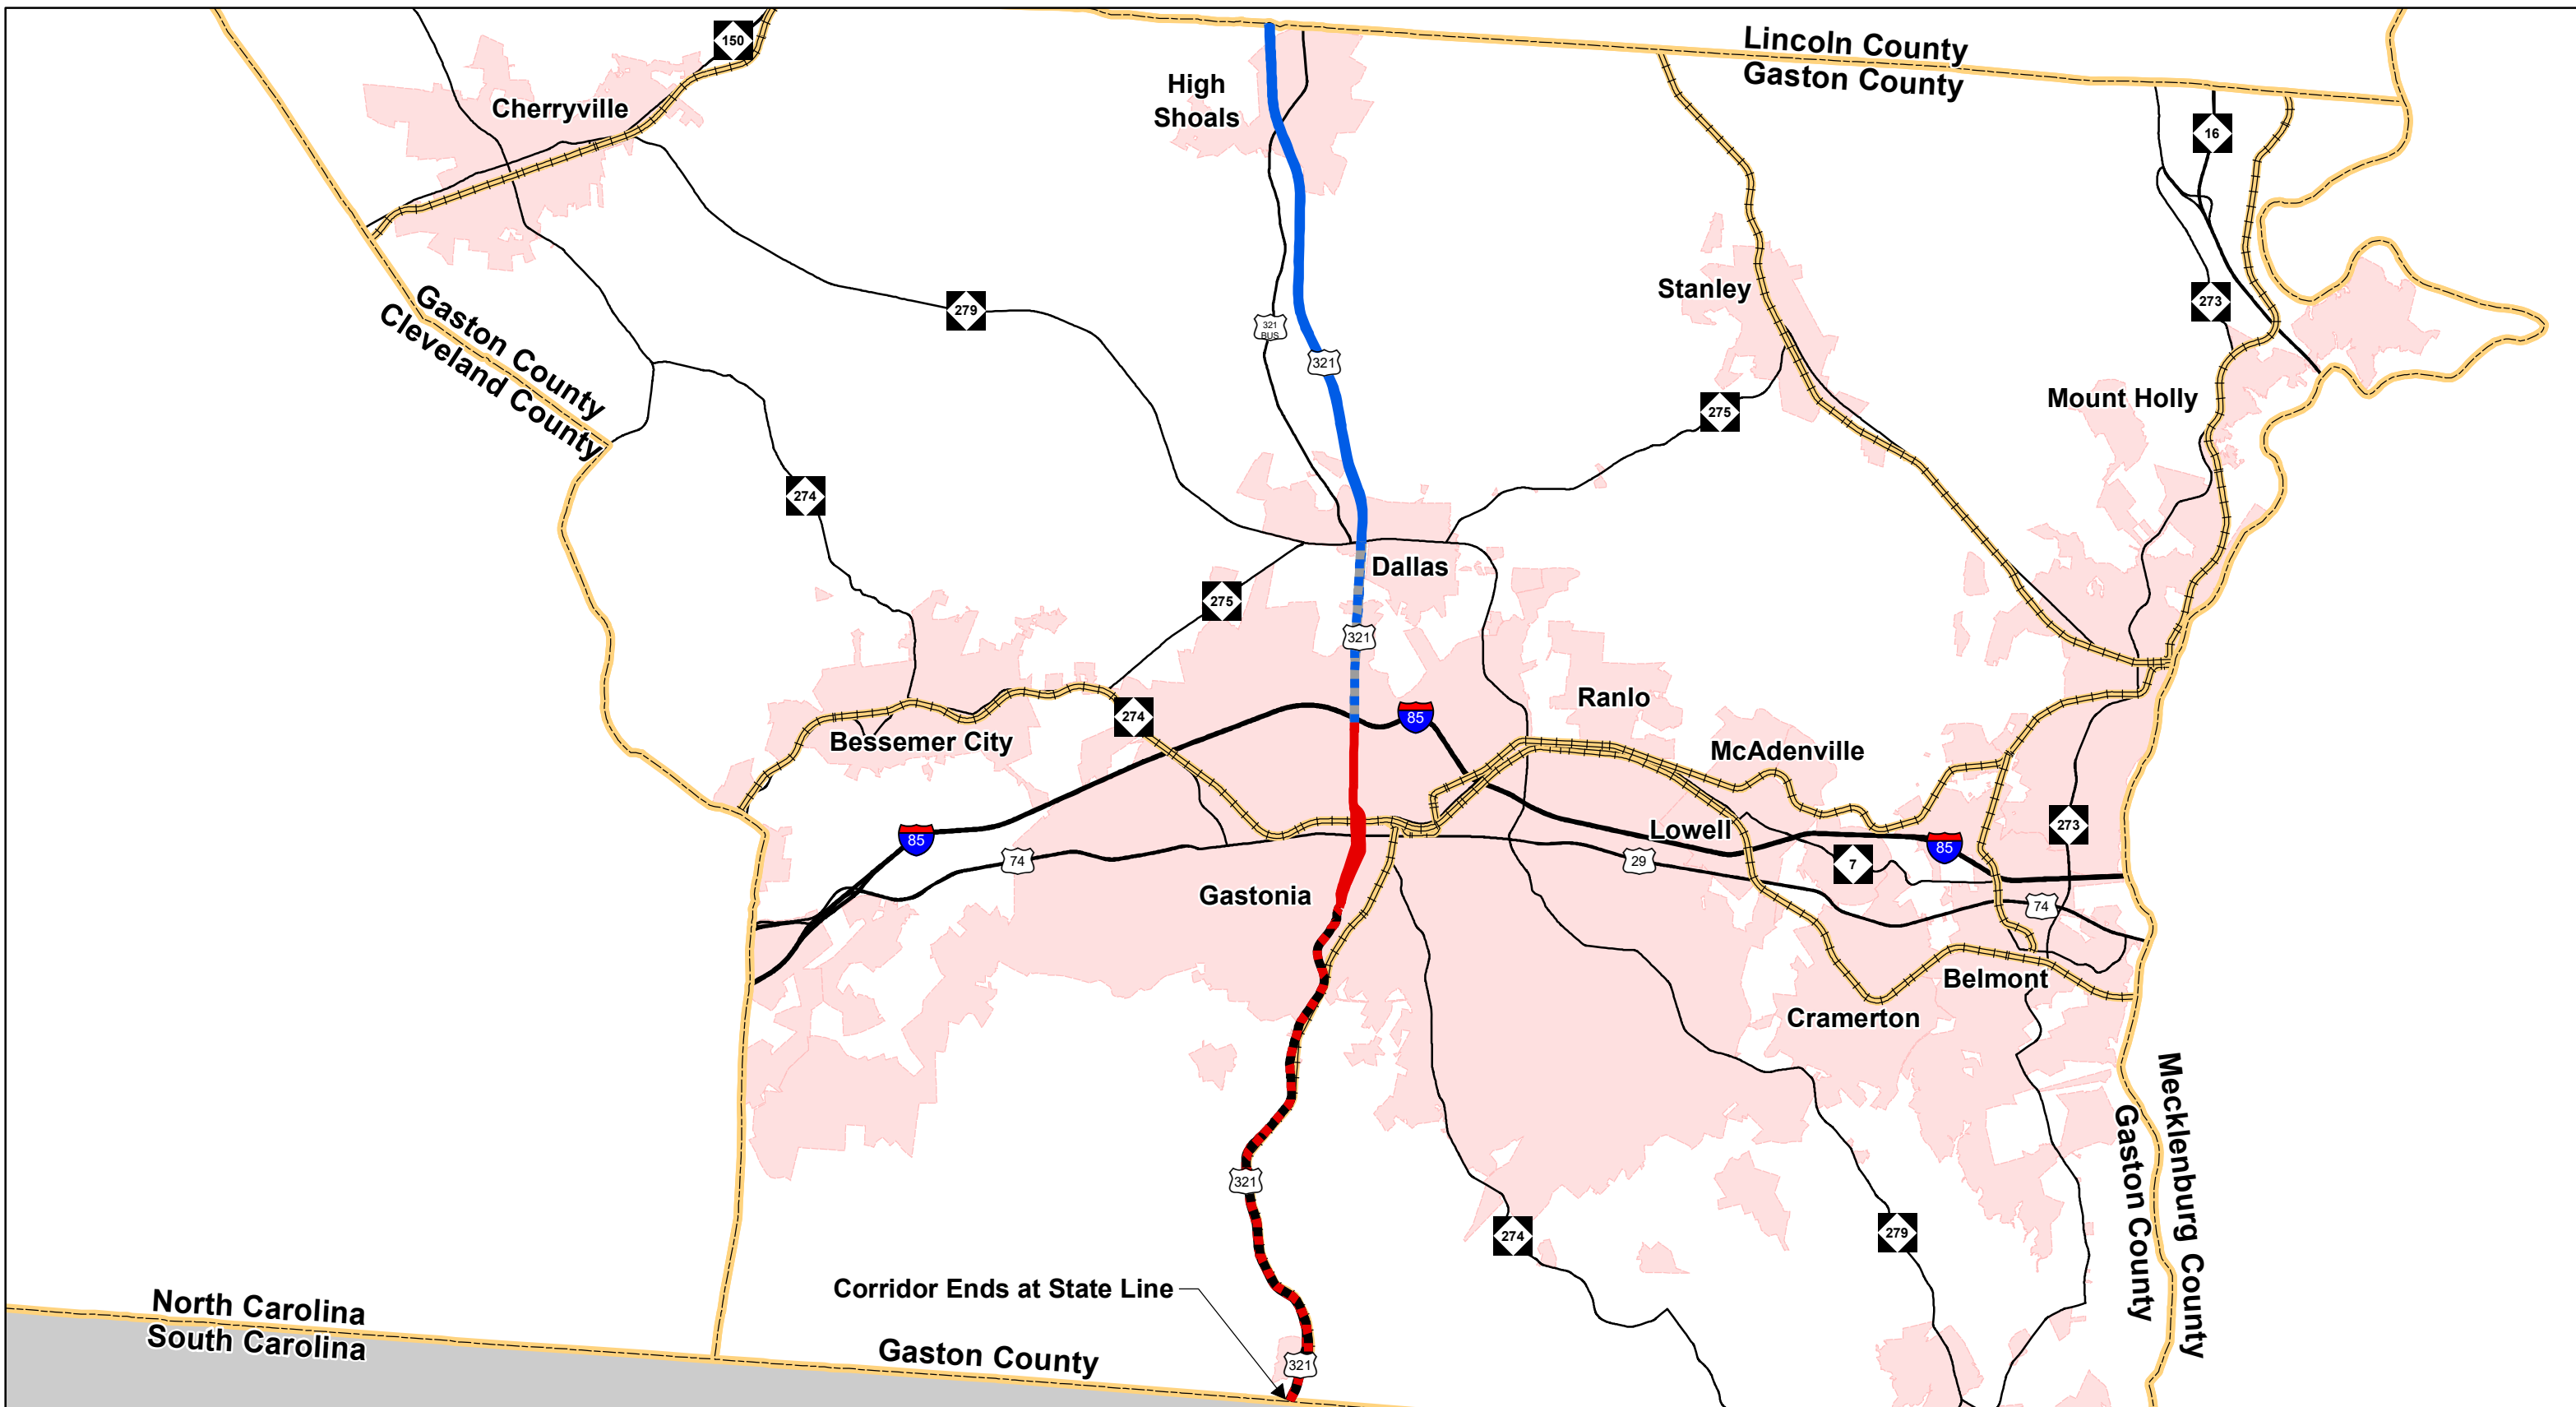 150
Lincoln County
Gaston County
High
Shoals
Cherryville
16
Stanley
273
279
321
BUS
321
Gaston County
Cleveland County
Mount Holly
275
274
Dallas
275
321
Ranlo
274
85
Bessemer City
McAdenville
85
Lowell
273
85
74
29
7
Gastonia
74
Belmont
Cramerton
Mecklenburg County
Gaston County
321
274
279
Corridor Ends at State Line
North Carolina
South Carolina
Gaston County
321